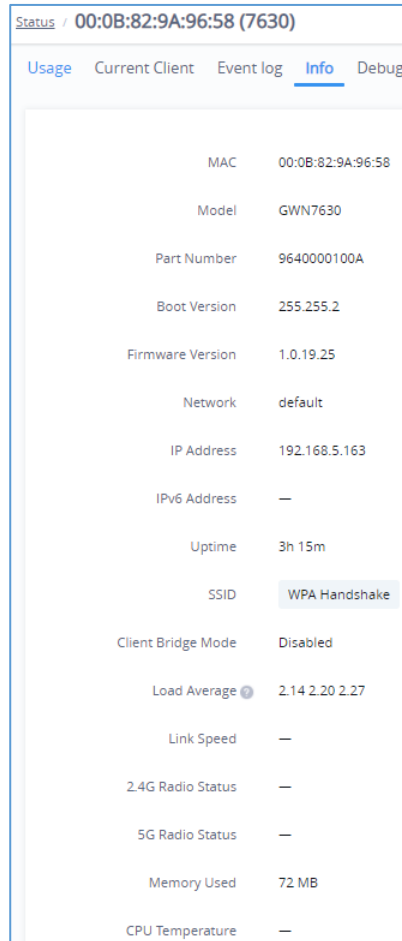 Status / 00:0B:82:9A:96:58 (7630)
Usage Current Client Event log Info Debug
MAC 00:0B:82:9A:96:58
Model GWN7630
Part Number 9640000100A
Boot Version 255.255.2
Firmware Version 1.0.19.25
Network default
IP Address 192.168.5.163
IPv6 Address —
Uptime 3h 15m
SSID WPA Handshake
Client Bridge Mode Disabled
Load Average ? 2.14 2.20 2.27
Link Speed —
2.4G Radio Status —
5G Radio Status —
Memory Used 72 MB
CPU Temperature —